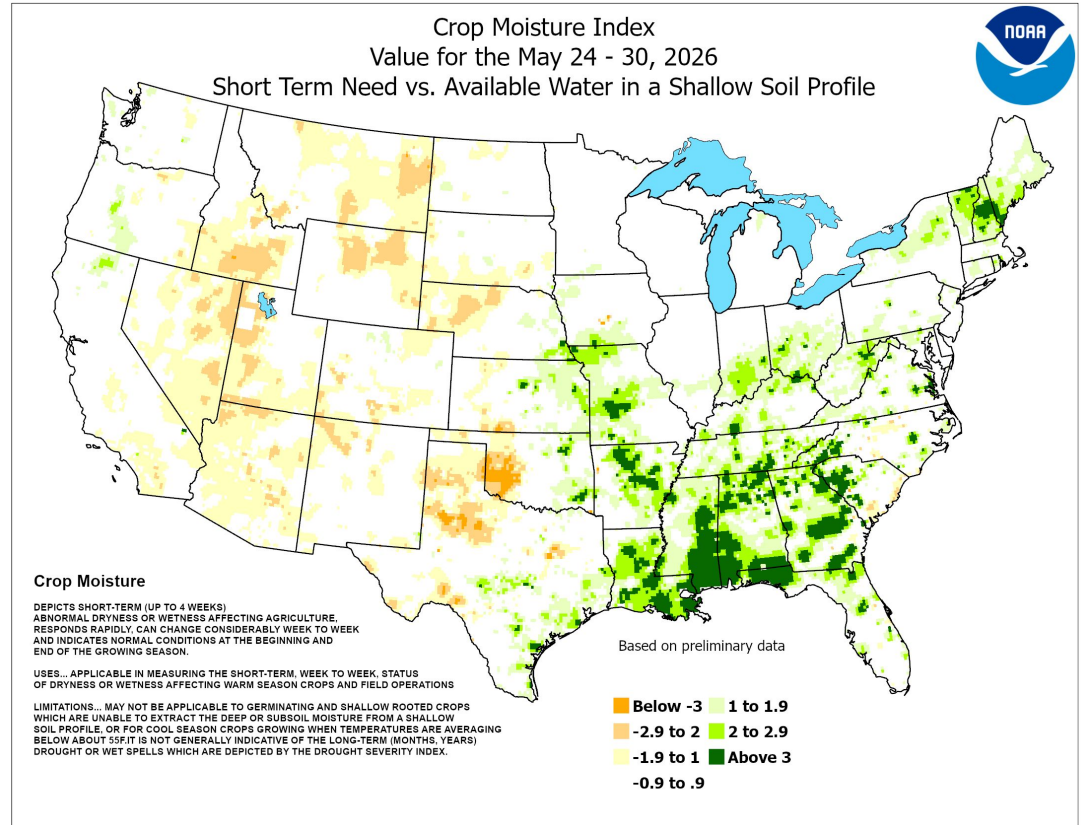 Crop Moisture Index
Value for the May 24 - 30, 2026
Short Term Need vs. Available Water in a Shallow Soil Profile
NOAA
Crop Moisture
DEPICTS SHORT-TERM (UP TO 4 WEEKS)
ABNORMAL DRYNESS OR WETNESS AFFECTING AGRICULTURE,
RESPONDS RAPIDLY, CAN CHANGE CONSIDERABLY WEEK TO WEEK
AND INDICATES NORMAL CONDITIONS AT THE BEGINNING AND
END OF THE GROWING SEASON.
USES... APPLICABLE IN MEASURING THE SHORT-TERM, WEEK TO WEEK, STATUS
OF DRYNESS OR WETNESS AFFECTING WARM SEASON CROPS AND FIELD OPERATIONS
LIMITATIONS... MAY NOT BE APPLICABLE TO GERMINATING AND SHALLOW ROOTED CROPS
WHICH ARE UNABLE TO EXTRACT THE DEEP OR SUBSOIL MOISTURE FROM A SHALLOW
SOIL PROFILE, OR FOR COOL SEASON CROPS GROWING WHEN TEMPERATURES ARE AVERAGING
BELOW ABOUT 55F.IT IS NOT GENERALLY INDICATIVE OF THE LONG-TERM (MONTHS, YEARS)
DROUGHT OR WET SPELLS WHICH ARE DEPICTED BY THE DROUGHT SEVERITY INDEX.
Based on preliminary data
Below -3
-2.9 to 2
-1.9 to 1
-0.9 to .9
1 to 1.9
2 to 2.9
Above 3